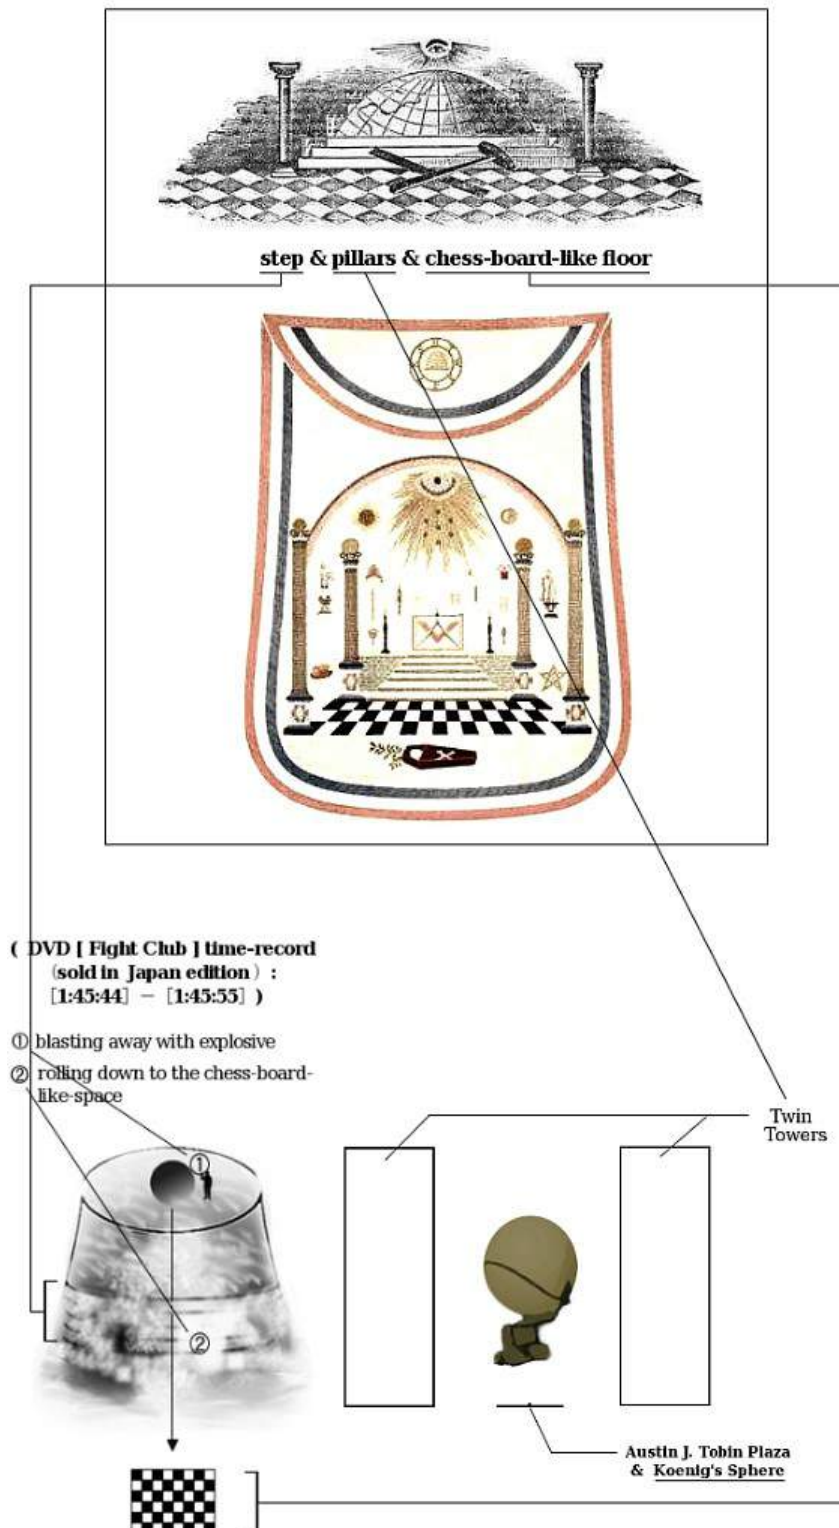 step & pillars & chess-board-like floor
( DVD [ Fight Club ] time-record
(sold in Japan edition) :
[1:45:44] － [1:45:55] )
① blasting away with explosive
② rolling down to the chess-board-
like-space
①
Twin
Towers
②
Austin J. Tobin Plaza
& Koenig's Sphere